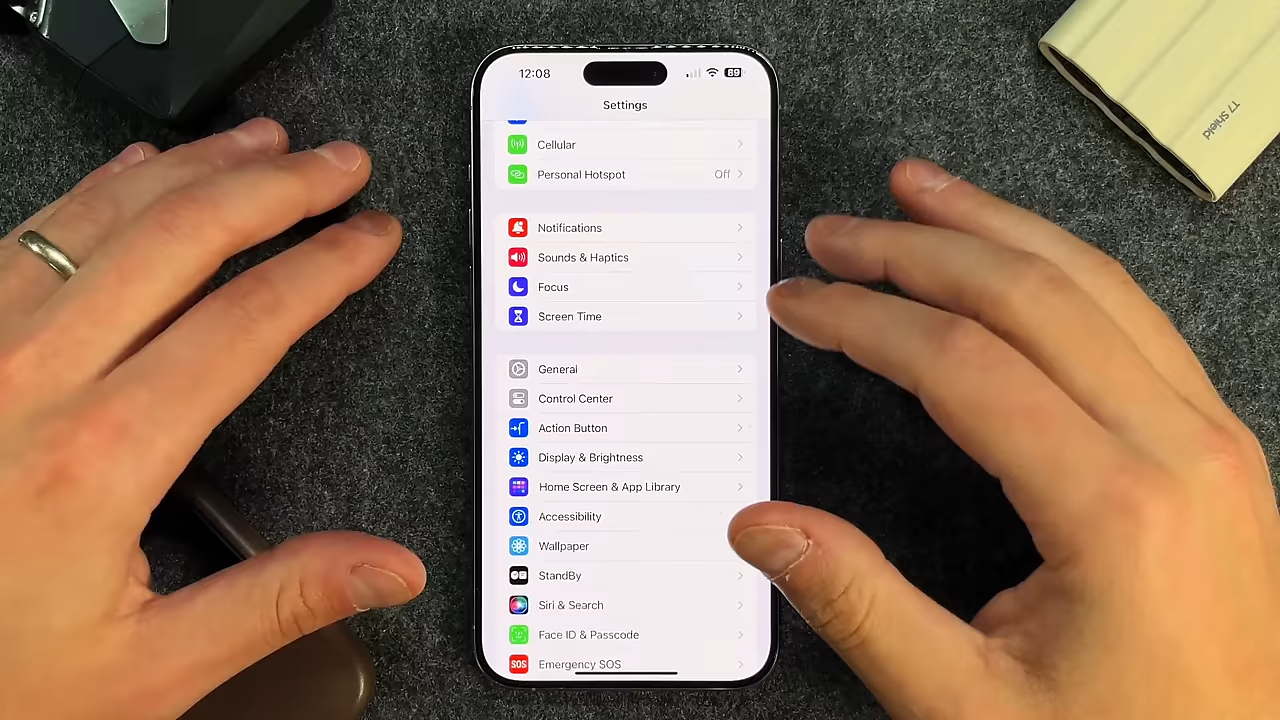 12:08
89
Settings
Cellular
Personal Hotspot Off
Notifications
Sounds & Haptics
Focus
Screen Time
General
Control Center
Action Button
Display & Brightness
Home Screen & App Library
Accessibility
Wallpaper
StandBy
Siri & Search
Face ID & Passcode
SOS Emergency SOS
T7 Shield